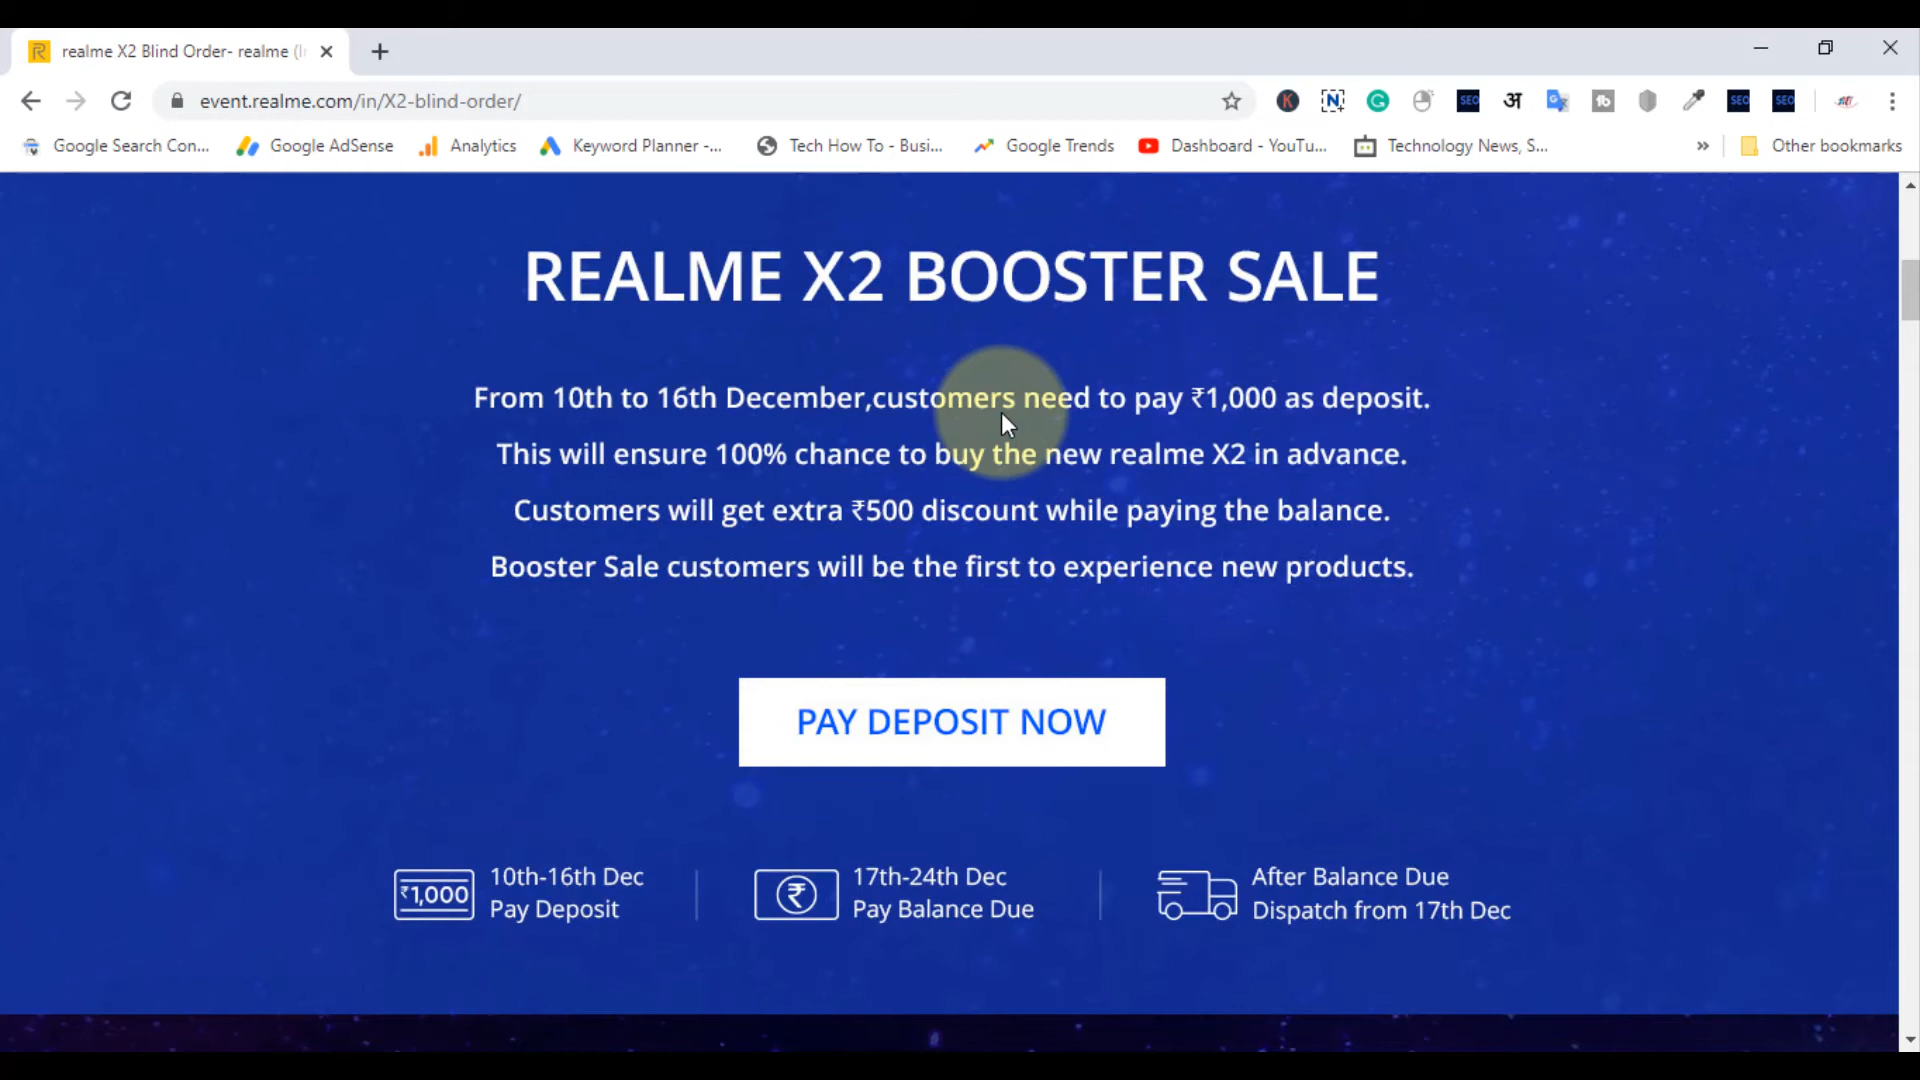 realme X2 Blind Order- realme (I
event.realme.com/in/X2-blind-order/
Google Search Con...
Google AdSense
Analytics
Keyword Planner -...
Tech How To - Busi...
Google Trends
Dashboard - YouTu...
Technology News, S...
»
Other bookmarks
REALME X2 BOOSTER SALE
From 10th to 16th December,customers need to pay ₹1,000 as deposit.
This will ensure 100% chance to buy the new realme X2 in advance.
Customers will get extra ₹500 discount while paying the balance.
Booster Sale customers will be the first to experience new products.
PAY DEPOSIT NOW
₹1,000
10th-16th Dec
Pay Deposit
₹
17th-24th Dec
Pay Balance Due
After Balance Due
Dispatch from 17th Dec